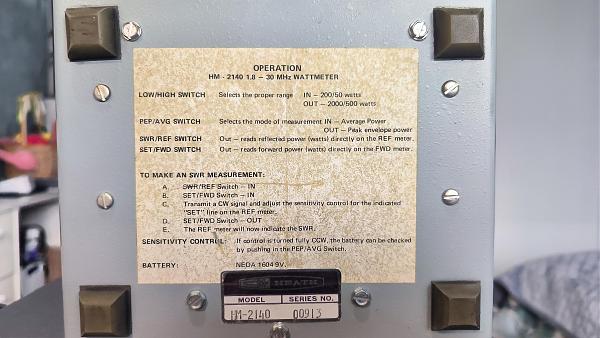 OPERATION
HM - 2140 1.8 - 30 MHz WATTMETER
LOW/HIGH SWITCH Selects the proper range IN - 200/50 watts
OUT - 2000/500 watts
PEP/AVG SWITCH Selects the mode of measurement IN - Average Power
OUT - Peak envelope power
SWR/REF SWITCH Out - reads reflected power (watts) directly on the REF meter.
SET/FWD SWITCH Out - reads forward power (watts) directly on the FWD meter.
TO MAKE AN SWR MEASUREMENT:
A. SWR/REF Switch - IN
B. SET/FWD Switch - IN
C. Transmit a CW signal and adjust the sensitivity control for the indicated
"SET" line on the REF meter.
D. SET/FWD Switch - OUT
E. The REF meter will now indicate the SWR.
SENSITIVITY CONTROL: If control is turned fully CCW, the battery can be checked
by pushing in the PEP/AVG Switch.
BATTERY: NEDA 1604 9V.
HEATH
MODEL SERIES NO.
HM-2140 00913